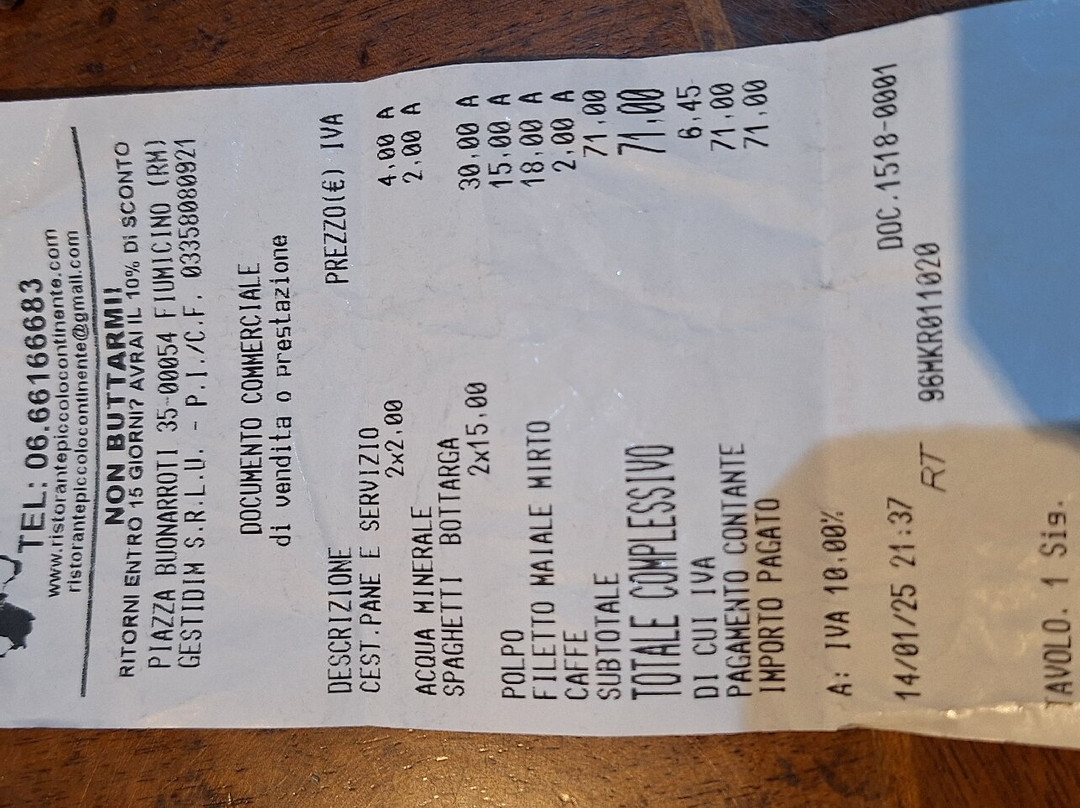 TEL: 06.66166683
www.ristorantepiccolocontinente.com
ristorantepiccolocontinente@gmail.com
NON BUTTARMI!
RITORNI ENTRO 15 GIORNI? AVRAI IL 10% DI SCONTO
PIAZZA BUONARROTI 35-00054 FIUMICINO (RM)
GESTIDIM S.R.L.U. - P.I./C.F. 03358080921
DOCUMENTO COMMERCIALE
di vendita o prestazione
DESCRIZIONE PREZZO(€) IVA
CEST.PANE E SERVIZIO
2x2,00 4,00 A
ACQUA MINERALE 2,00 A
SPAGHETTI BOTTARGA
2x15,00 30,00 A
POLPO 15,00 A
FILETTO MAIALE MIRTO 18,00 A
CAFFE 2,00 A
SUBTOTALE 71,00
TOTALE COMPLESSIVO 71,00
DI CUI IVA 6,45
PAGAMENTO CONTANTE 71,00
IMPORTO PAGATO 71,00
A: IVA 10,00%
14/01/25 21:37 DOC.1518-0001
RT 96MKR011020
TAVOLO. 1 Sig.